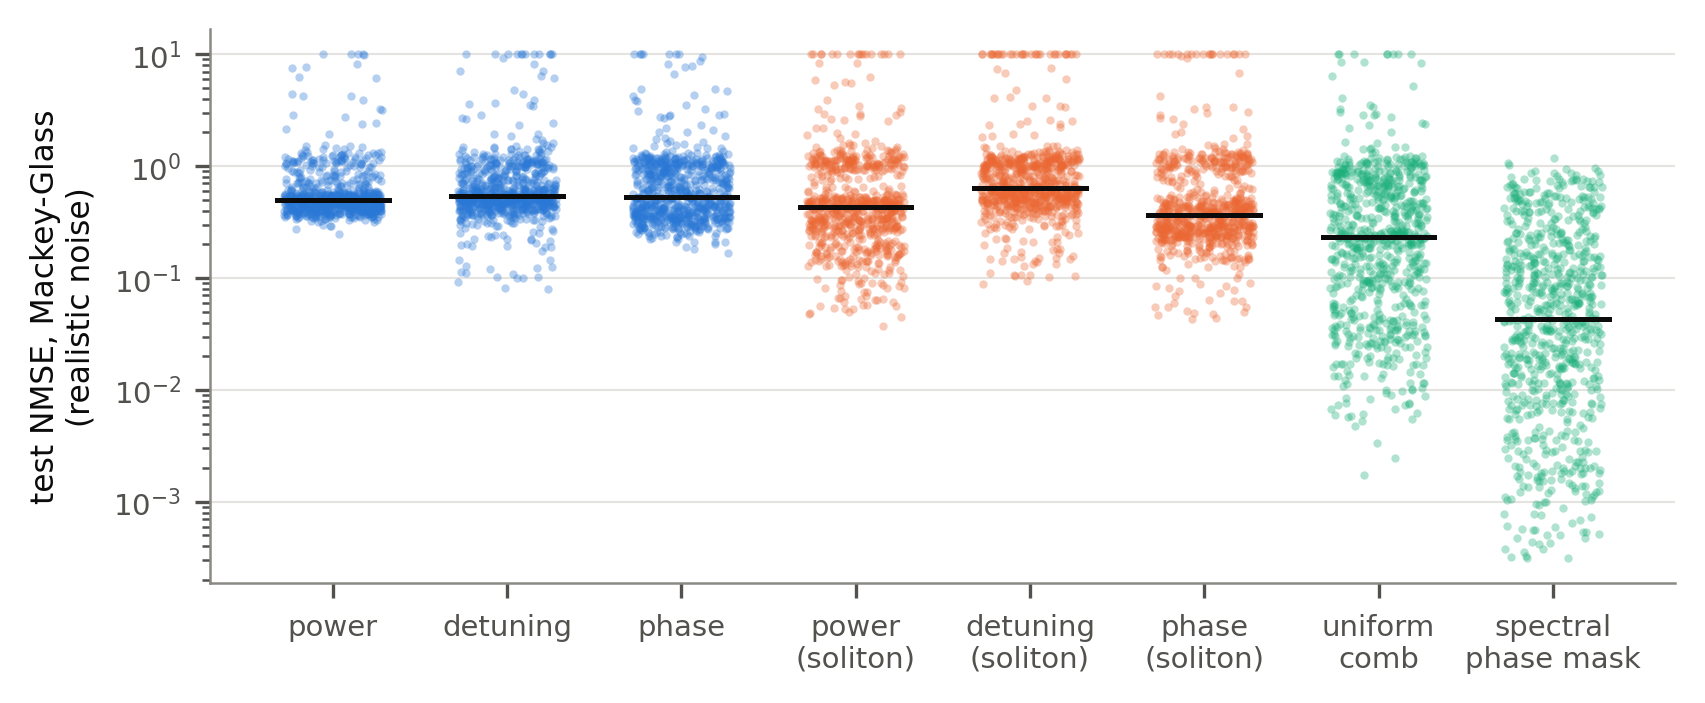 test NMSE, Mackey-Glass
(realistic noise)
10¹
10⁰
10⁻¹
10⁻²
10⁻³
power
detuning
phase
power
(soliton)
detuning
(soliton)
phase
(soliton)
uniform
comb
spectral
phase mask